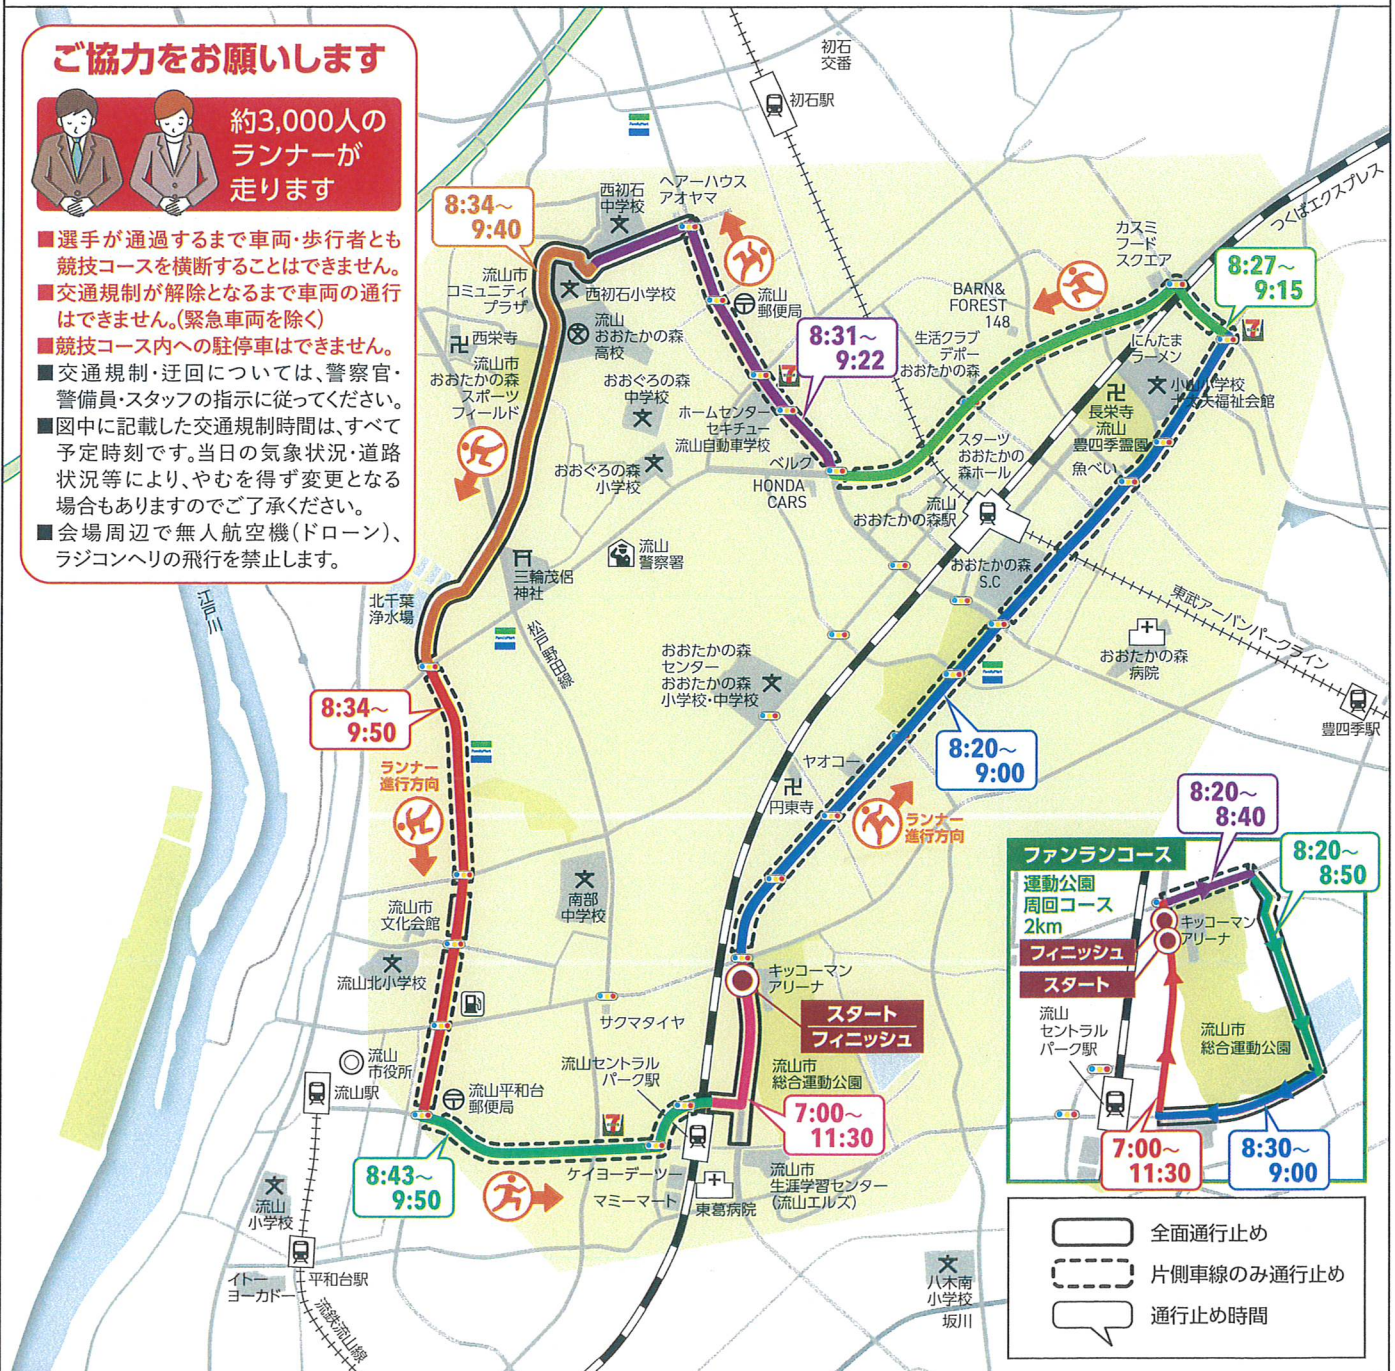 ご協力をお願いします
約3,000人の
ランナーが
走ります
■選手が通過するまで車両・歩行者とも
競技コースを横断することはできません。
■交通規制が解除となるまで車両の通行
はできません。(緊急車両を除く)
■競技コース内への駐停車はできません。
■交通規制・迂回については、警察官・
警備員・スタッフの指示に従ってください。
■図中に記載した交通規制時間は、すべて
予定時刻です。当日の気象状況・道路
状況等により、やむを得ず変更となる
場合もありますのでご了承ください。
■会場周辺で無人航空機(ドローン)、
ラジコンヘリの飛行を禁止します。
初石
交番
初石駅
つくばエクスプレス
西初石
中学校
ヘアーハウス
アオヤマ
8:34~
9:40
流山市
コミュニティ
プラザ
西初石小学校
流山
郵便局
カスミ
フード
スクエア
8:27~
9:15
BARN&
FOREST
148
8:31~
9:22
生活クラブ
デポー
おおたかの森
にんたま
ラーメン
西栄寺
流山
おおたかの森
高校
流山市
おおたかの森
スポーツ
フィールド
おおぐろの森
中学校
ホームセンター
セキチュー
流山自動車学校
小山小学校
十太夫福祉会館
長栄寺
流山
豊四季霊園
スターツ
おおたかの
森ホール
魚べい
おおぐろの森
小学校
ベルク
HONDA
CARS
流山
おおたかの森駅
三輪茂侶
神社
流山
警察署
おおたかの森
S.C
北千葉
浄水場
江戸川
松戸野田線
東武アーバンパークライン
おおたかの森
病院
豊四季駅
おおたかの森
センター
おおたかの森
小学校・中学校
8:34~
9:50
ランナー
進行方向
ヤオコー
円東寺
8:20~
9:00
ランナー
進行方向
南部
中学校
流山市
文化会館
流山北小学校
サクマタイヤ
キッコーマン
アリーナ
スタート
フィニッシュ
流山市
総合運動公園
流山
市役所
流山駅
流山平和台
郵便局
流山セントラル
パーク駅
7:00~
11:30
8:43~
9:50
ケイヨーデーツー
マミーマート
東葛病院
流山市
生涯学習センター
(流山エルズ)
流山
小学校
イトー
ヨーカドー
平和台駅
流鉄流山線
八木南
小学校
坂川
ファンランコース
運動公園
周回コース
2km
8:20~
8:40
8:20~
8:50
キッコーマン
アリーナ
フィニッシュ
スタート
流山
セントラル
パーク駅
流山市
総合運動公園
7:00~
11:30
8:30~
9:00
全面通行止め
片側車線のみ通行止め
通行止め時間